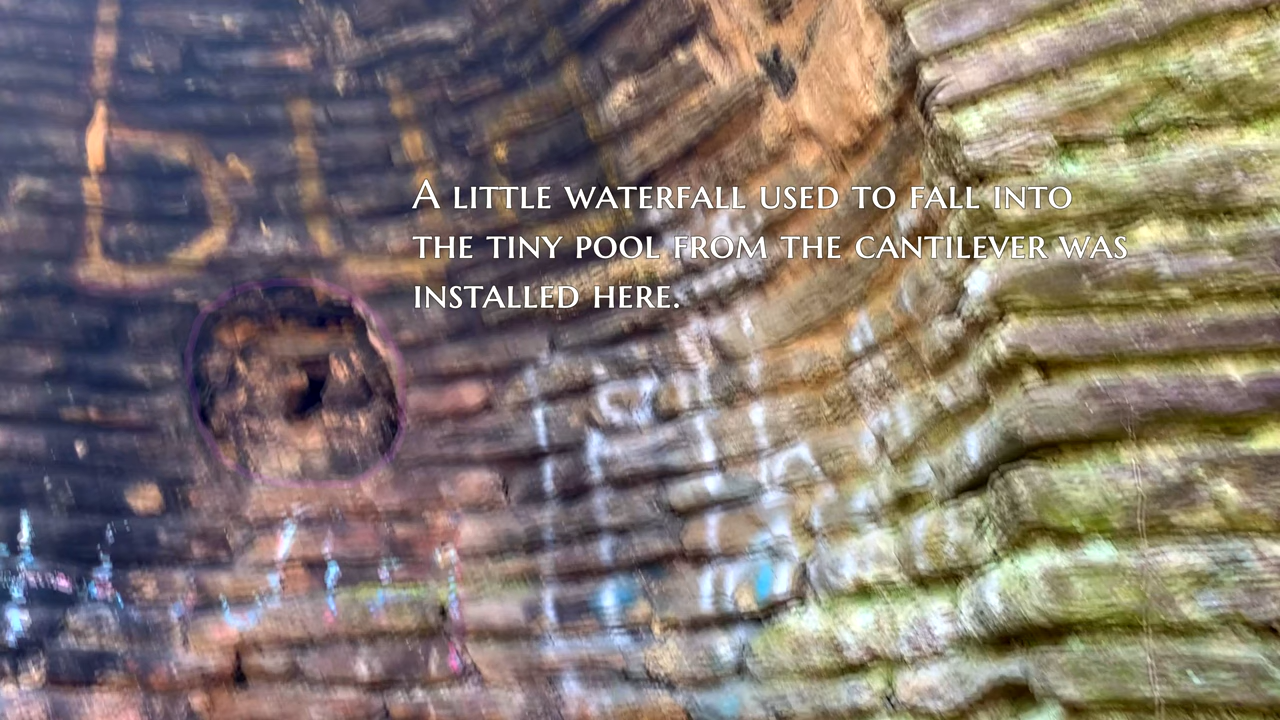 A LITTLE WATERFALL USED TO FALL INTO
THE TINY POOL FROM THE CANTILEVER WAS
INSTALLED HERE.